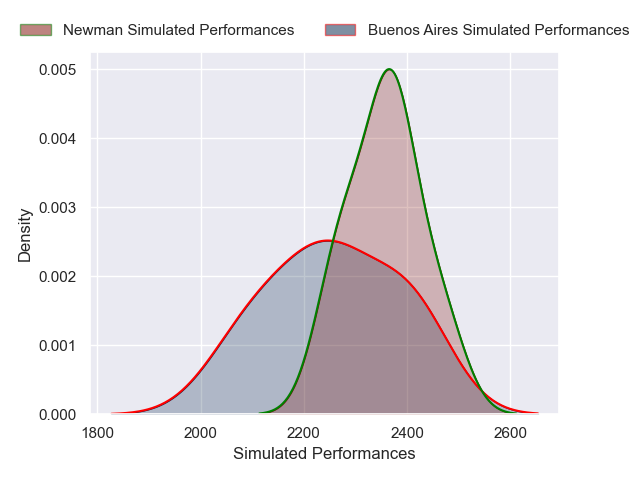 Newman Simulated Performances
Buenos Aires Simulated Performances
0.005
0.004
0.003
0.002
0.001
0.000
Density
1800 2000 2200 2400 2600
Simulated Performances